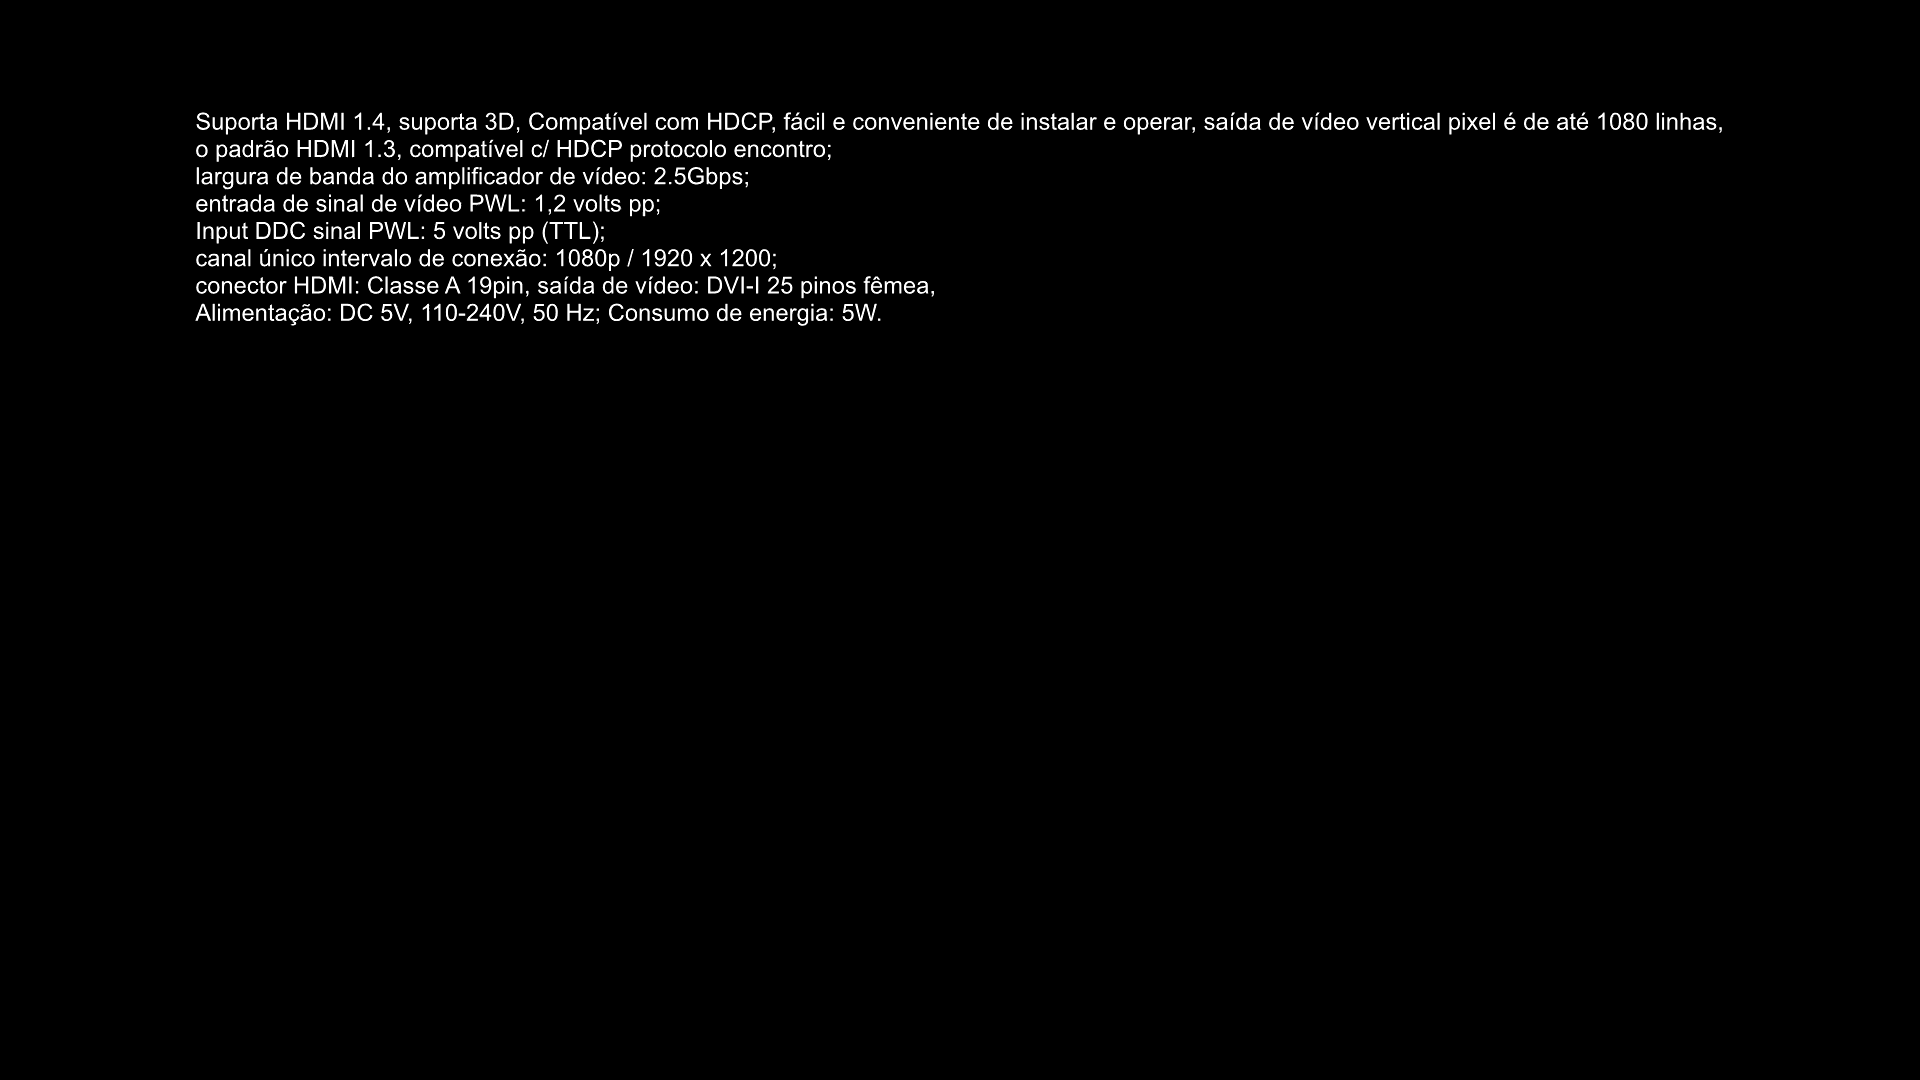 Suporta HDMI 1.4, suporta 3D, Compatível com HDCP, fácil e conveniente de instalar e operar, saída de vídeo vertical pixel é de até 1080 linhas,
o padrão HDMI 1.3, compatível c/ HDCP protocolo encontro;
largura de banda do amplificador de vídeo: 2.5Gbps;
entrada de sinal de vídeo PWL: 1,2 volts pp;
Input DDC sinal PWL: 5 volts pp (TTL);
canal único intervalo de conexão: 1080p / 1920 x 1200;
conector HDMI: Classe A 19pin, saída de vídeo: DVI-I 25 pinos fêmea,
Alimentação: DC 5V, 110-240V, 50 Hz; Consumo de energia: 5W.